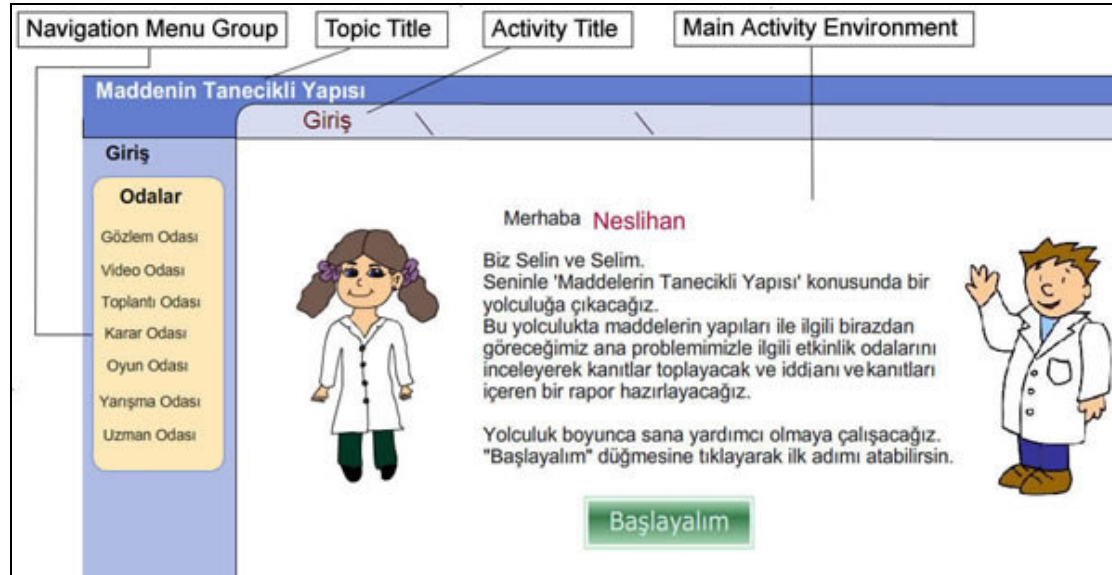 Navigation Menu Group
Topic Title
Activity Title
Main Activity Environment
Maddenin Tanecikli Yapısı
Giriş
Giriş
Odalar
Gözlem Odası
Video Odası
Toplantı Odası
Karar Odası
Oyun Odası
Yarışma Odası
Uzman Odası
Merhaba Neslihan
Biz Selin ve Selim.
Seninle 'Maddelerin Tanecikli Yapısı' konusunda bir
yolculuğa çıkacağız.
Bu yolculukta maddelerin yapıları ile ilgili birazdan
göreceğimiz ana problemimizle ilgili etkinlik odalarını
inceleyerek kanıtlar toplayacak ve iddianı ve kanıtları
içeren bir rapor hazırlayacağız.
Yolculuk boyunca sana yardımcı olmaya çalışacağız.
"Başlayalım" düğmesine tıklayarak ilk adımı atabilirsin.
Başlayalım